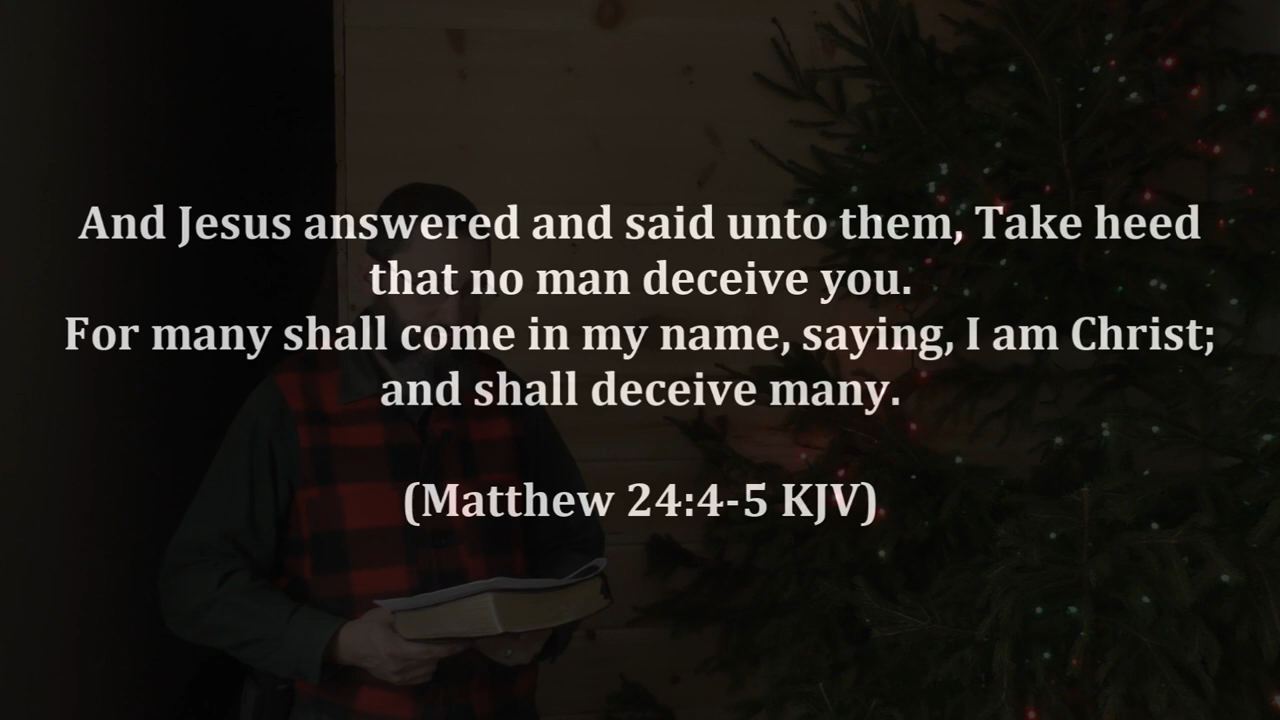 And Jesus answered and said unto them, Take heed
that no man deceive you.
For many shall come in my name, saying, I am Christ;
and shall deceive many.
(Matthew 24:4-5 KJV)